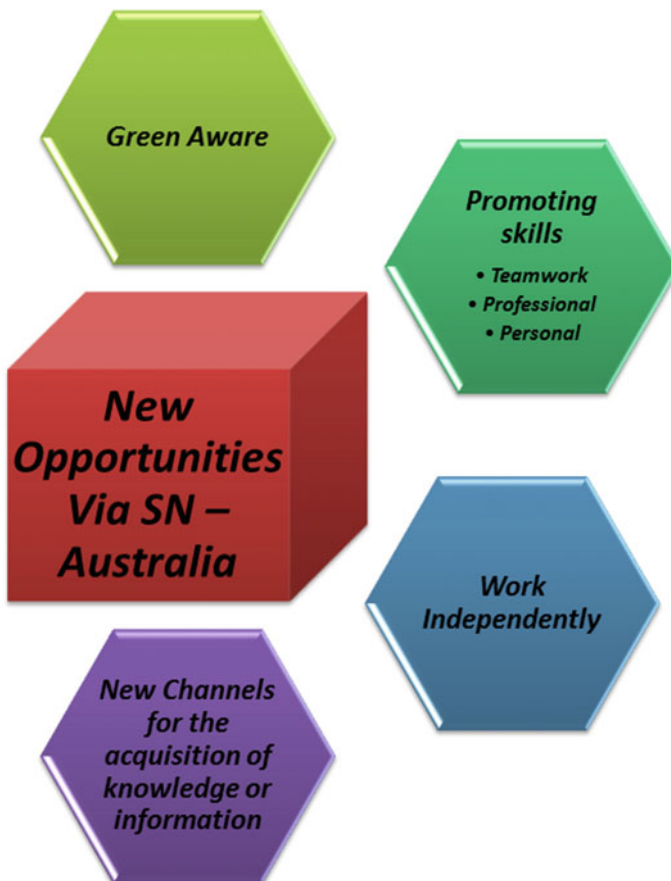 Green Aware
Promoting
skills
• Teamwork
• Professional
• Personal
New
Opportunities
Via SN –
Australia
Work
Independently
New Channels
for the
acquisition of
knowledge or
information